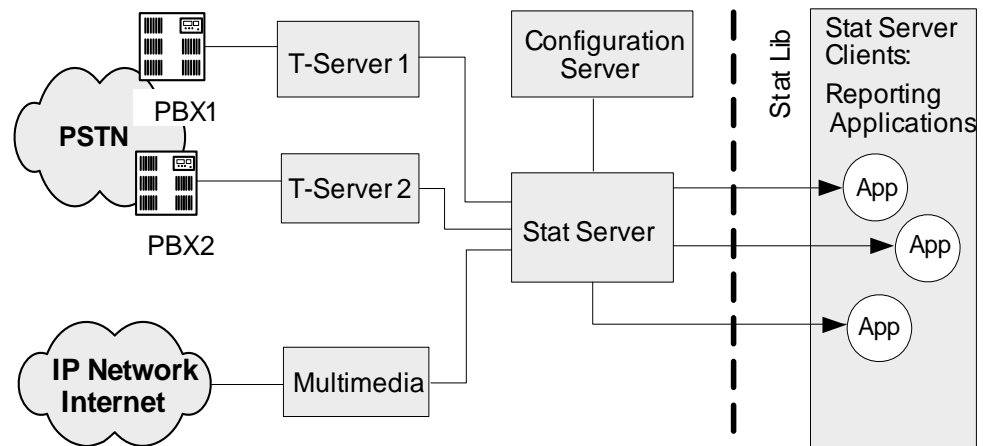 PBX1
PSTN
PBX2
T-Server 1
T-Server 2
IP Network
Internet
Multimedia
Configuration
Server
Stat Server
Stat Lib
Stat Server
Clients:
Reporting
Applications
App
App
App